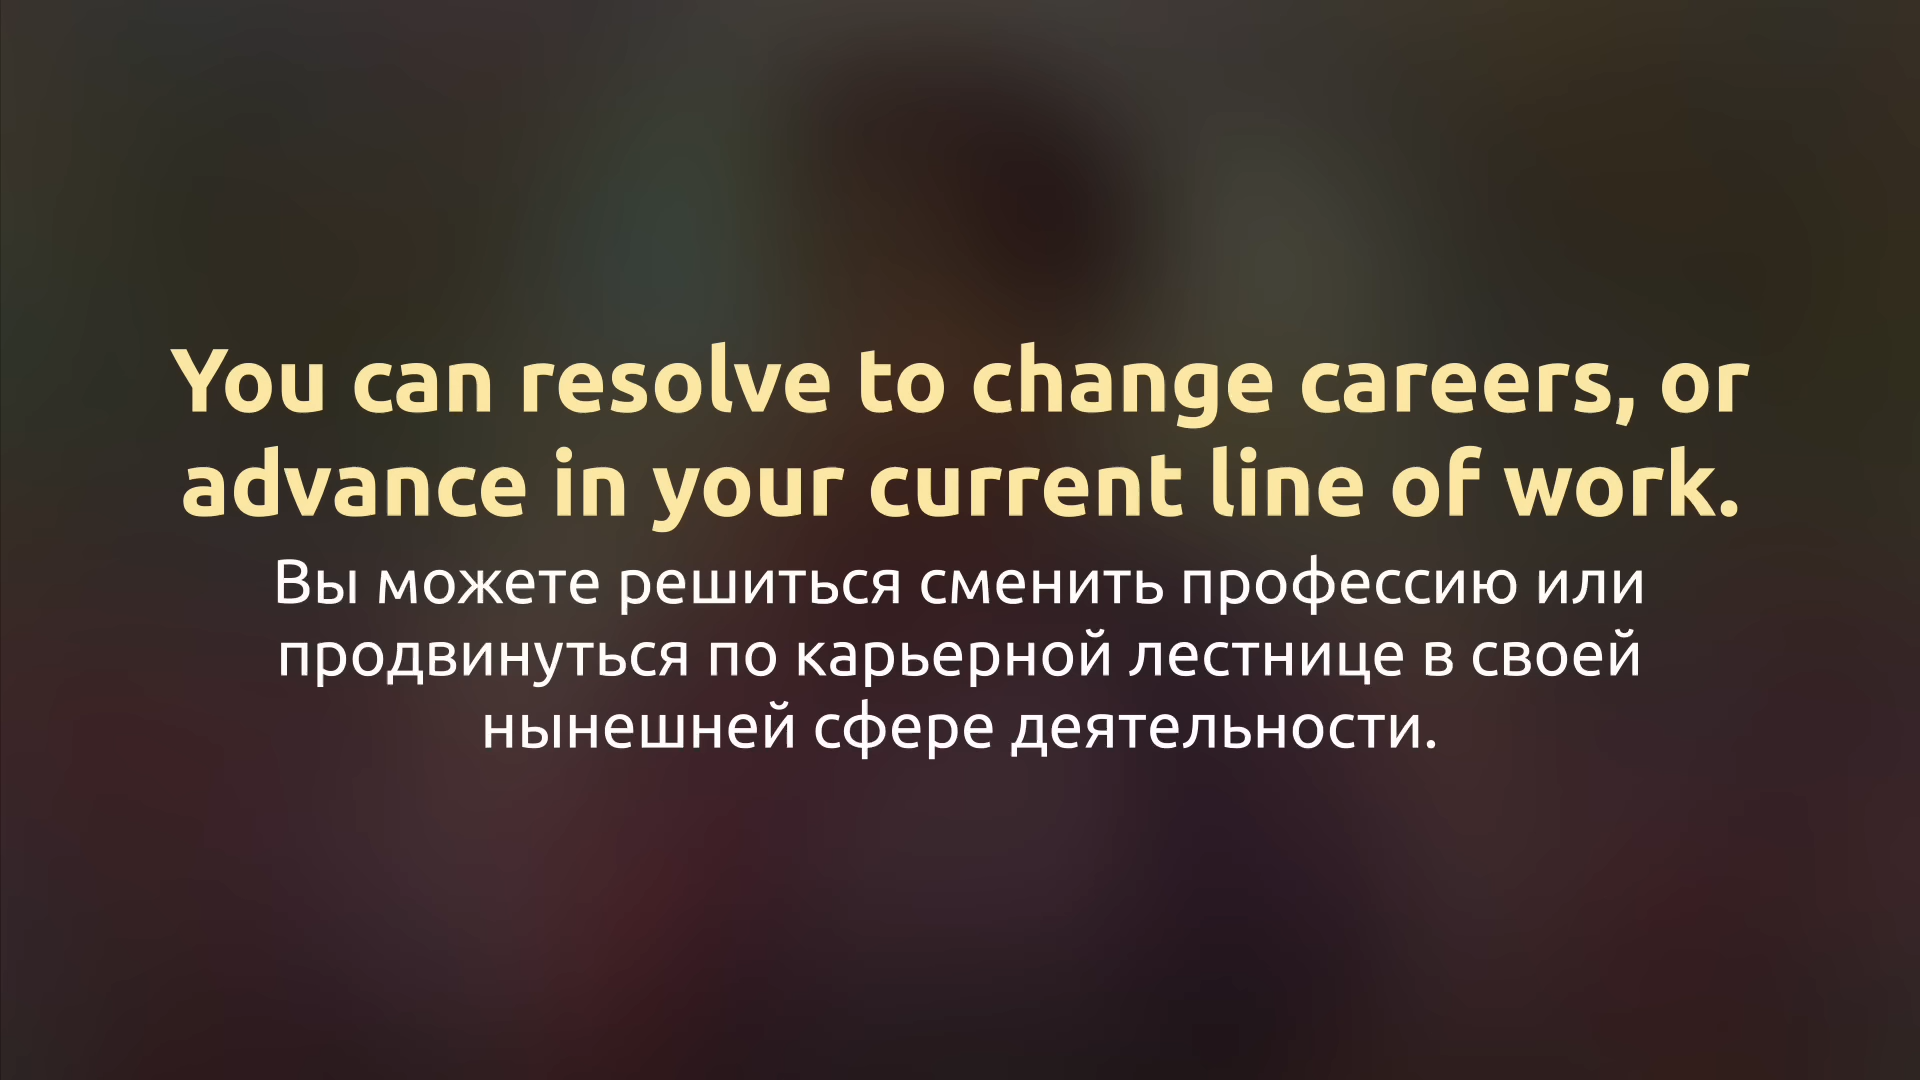 You can resolve to change careers, or
advance in your current line of work.
Вы можете решиться сменить профессию или
продвинуться по карьерной лестнице в своей
нынешней сфере деятельности.